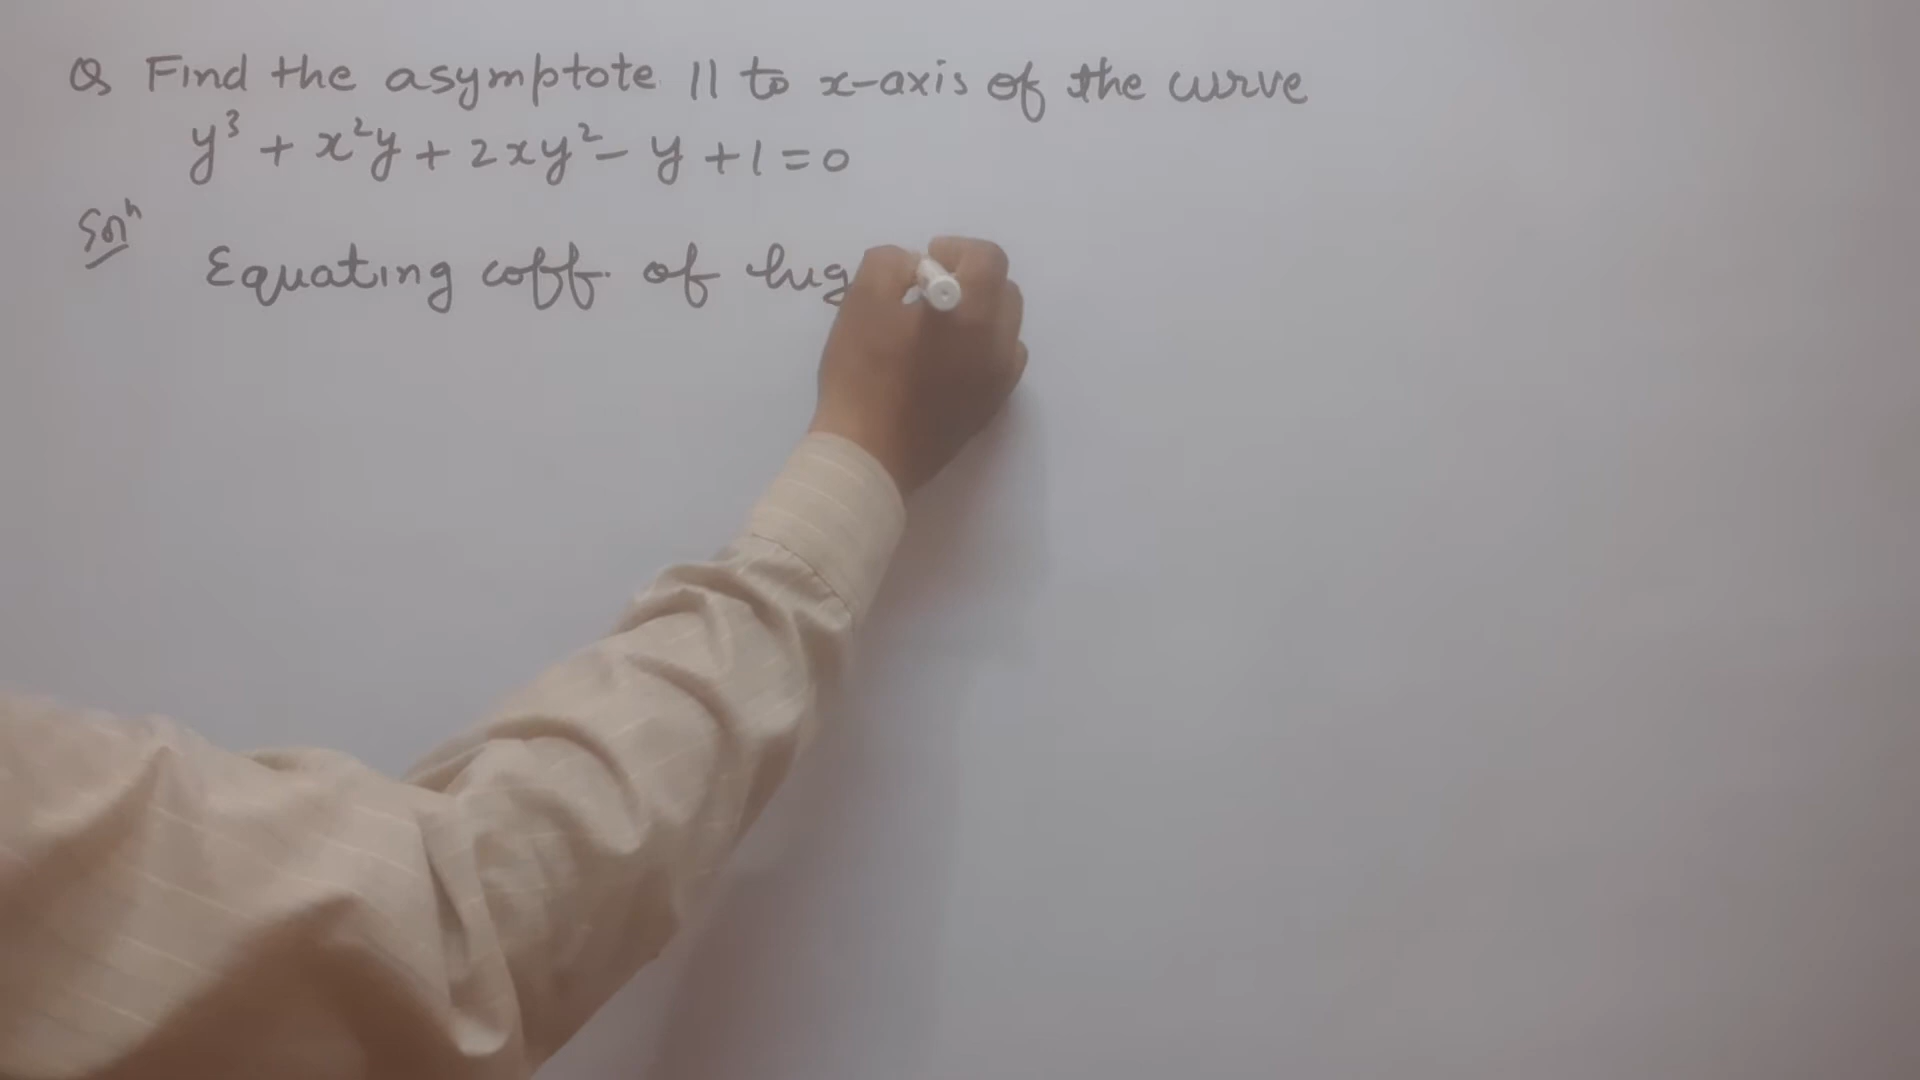 Q Find the asymptote || to x-axis of the curve
y³ + x²y + 2xy² - y + 1 = 0
Solⁿ
Equating coff. of hig